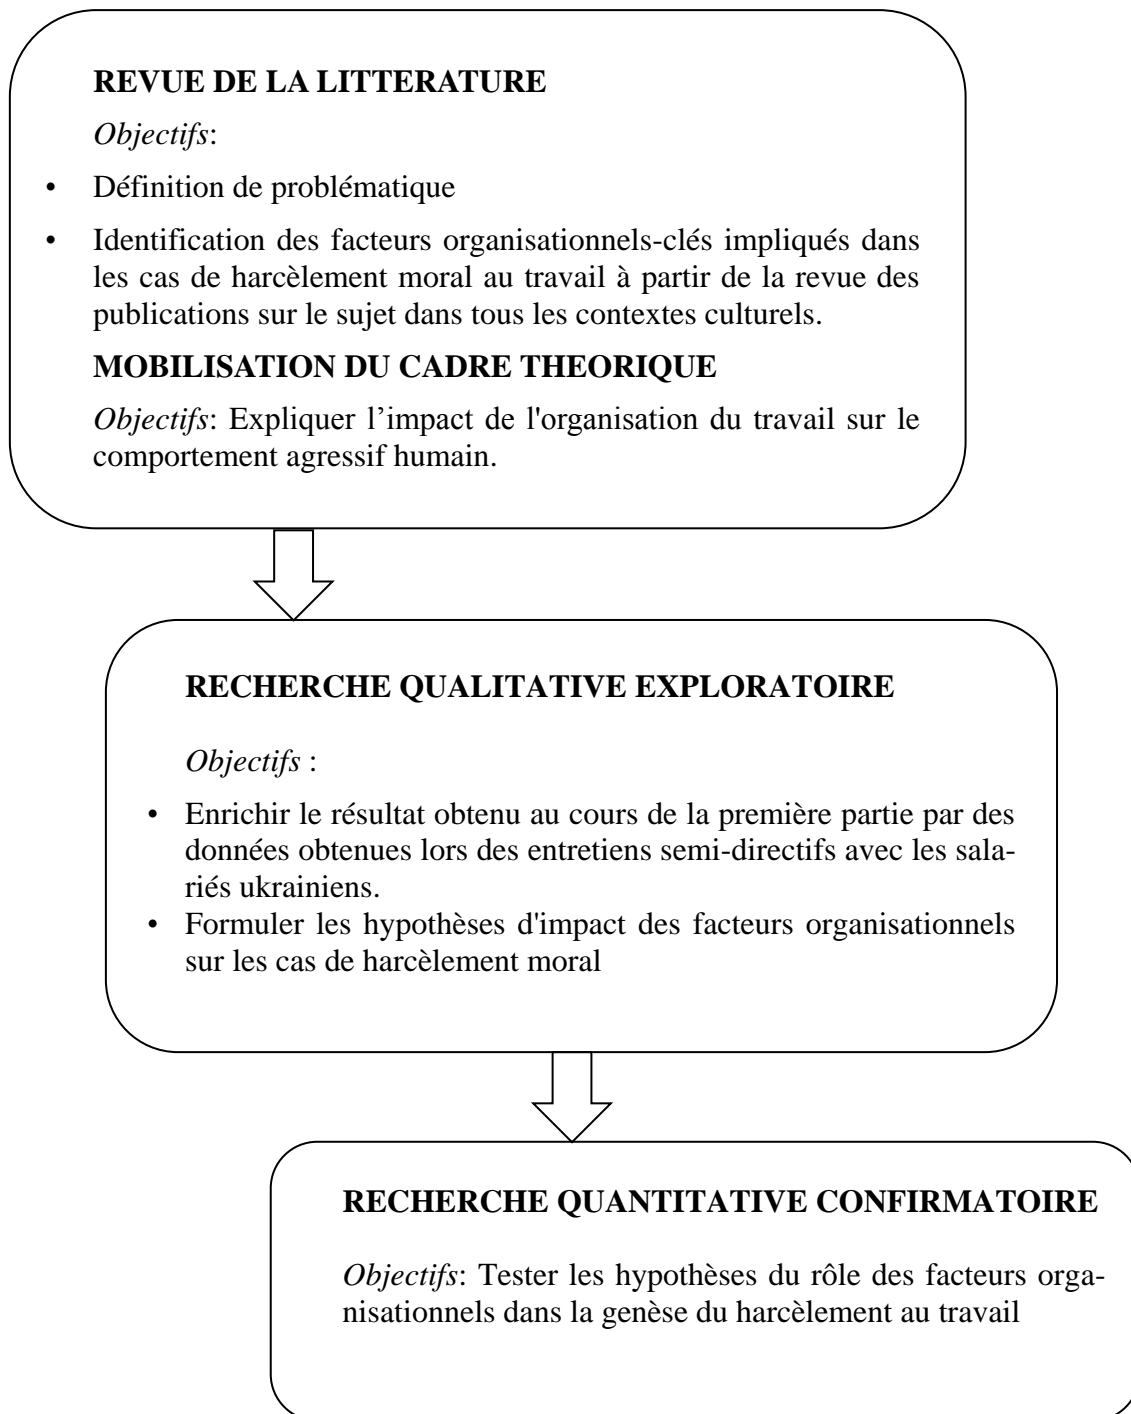 REVUE DE LA LITTERATURE
Objectifs:
• Définition de problématique
• Identification des facteurs organisationnels-clés impliqués dans
les cas de harcèlement moral au travail à partir de la revue des
publications sur le sujet dans tous les contextes culturels.
MOBILISATION DU CADRE THEORIQUE
Objectifs: Expliquer l’impact de l'organisation du travail sur le
comportement agressif humain.
RECHERCHE QUALITATIVE EXPLORATOIRE
Objectifs :
• Enrichir le résultat obtenu au cours de la première partie par des
données obtenues lors des entretiens semi-directifs avec les sala-
riés ukrainiens.
• Formuler les hypothèses d'impact des facteurs organisationnels
sur les cas de harcèlement moral
RECHERCHE QUANTITATIVE CONFIRMATOIRE
Objectifs: Tester les hypothèses du rôle des facteurs orga-
nisationnels dans la genèse du harcèlement au travail